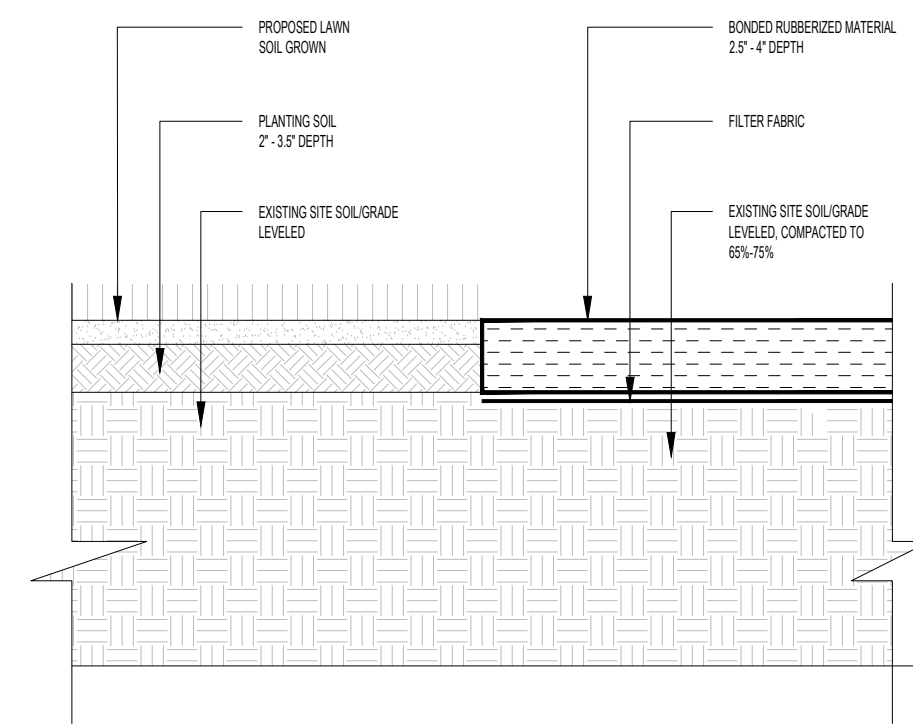 PROPOSED LAWN
SOIL GROWN
PLANTING SOIL
2" - 3.5" DEPTH
EXISTING SITE SOIL/GRADE
LEVELED
BONDED RUBBERIZED MATERIAL
2.5" - 4" DEPTH
FILTER FABRIC
EXISTING SITE SOIL/GRADE
LEVELED, COMPACTED TO
65%-75%